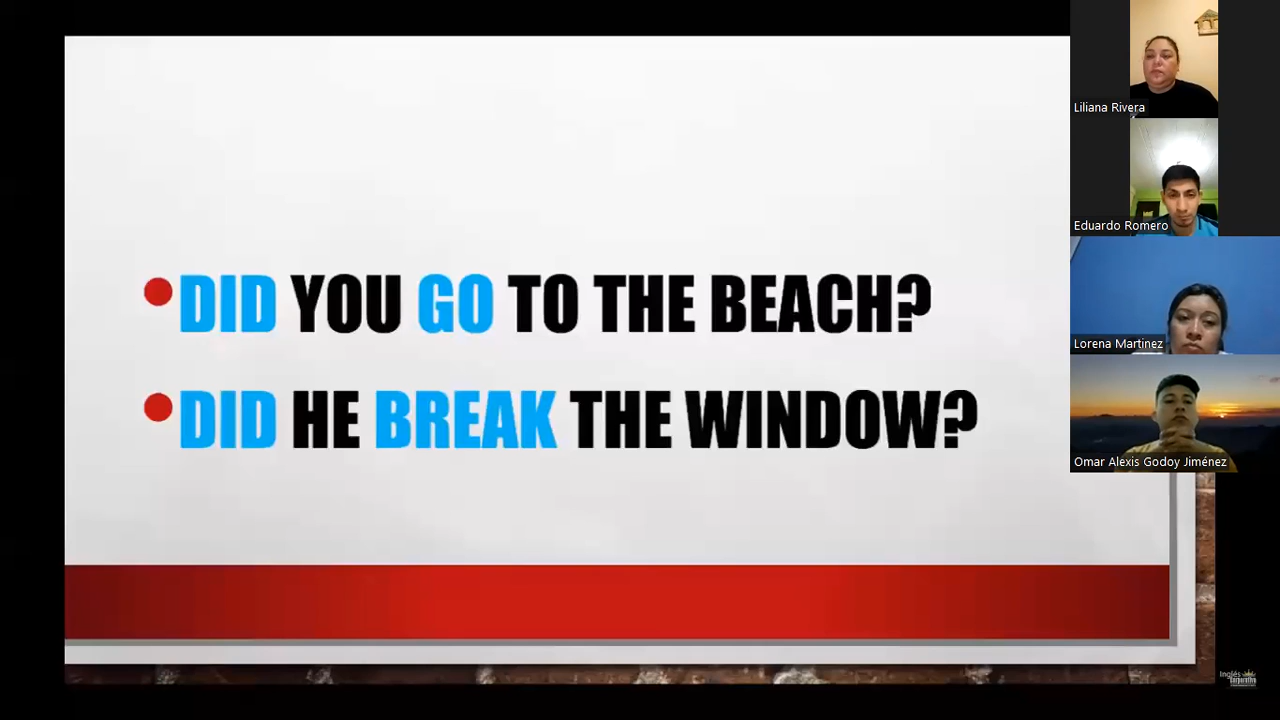 DID YOU GO TO THE BEACH?
DID HE BREAK THE WINDOW?
Liliana Rivera
Eduardo Romero
Lorena Martinez
Omar Alexis Godoy Jiménez
Inglés